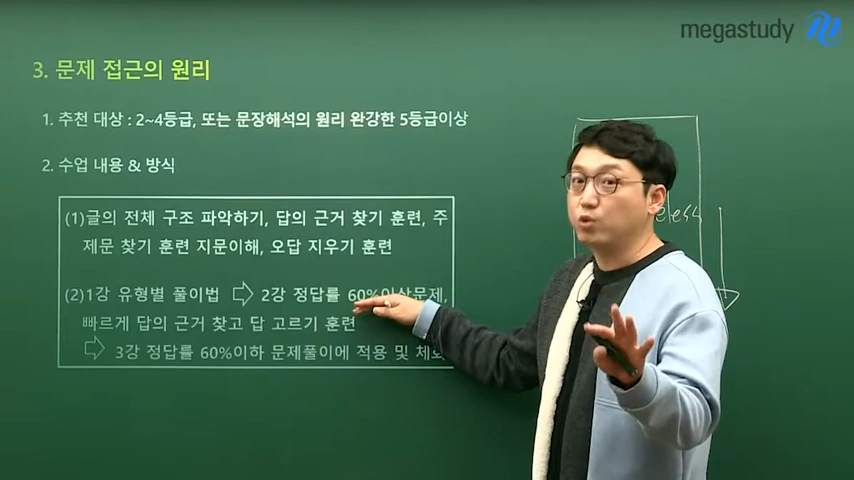 megastudy
3. 문제 접근의 원리
1. 추천 대상 : 2~4등급, 또는 문장해석의 원리 완강한 5등급이상
2. 수업 내용 & 방식
(1)글의 전체 구조 파악하기, 답의 근거 찾기 훈련, 주
제문 찾기 훈련 지문이해, 오답 지우기 훈련
(2)1강 유형별 풀이법 ⇨ 2강 정답률 60%이상문제,
빠르게 답의 근거 찾고 답 고르기 훈련
⇨ 3강 정답률 60%이하 문제풀이에 적용 및